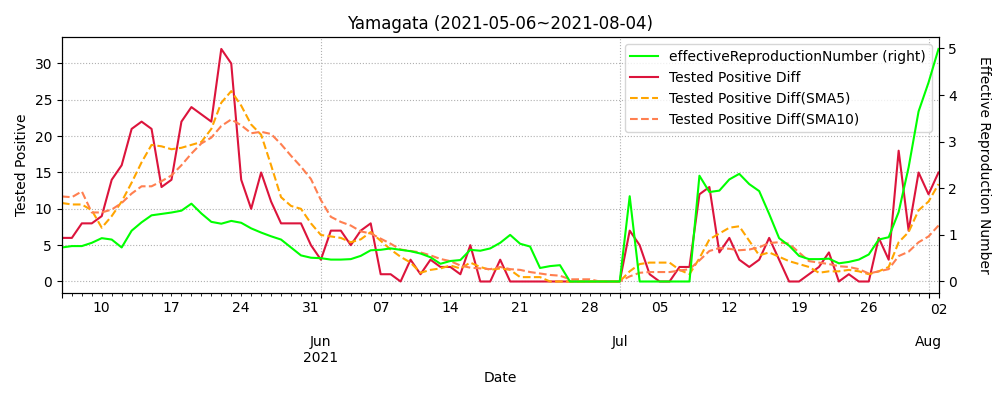 Yamagata (2021-05-06~2021-08-04)
effectiveReproductionNumber (right)
Tested Positive Diff
Tested Positive Diff(SMA5)
Tested Positive Diff(SMA10)
Tested Positive
30
25
20
15
10
5
0
Effective Reproduction Number
5
4
3
2
1
0
10 17 24 31 07 14 21 28 05 12 19 26 02
Jun Jul Aug
2021
Date